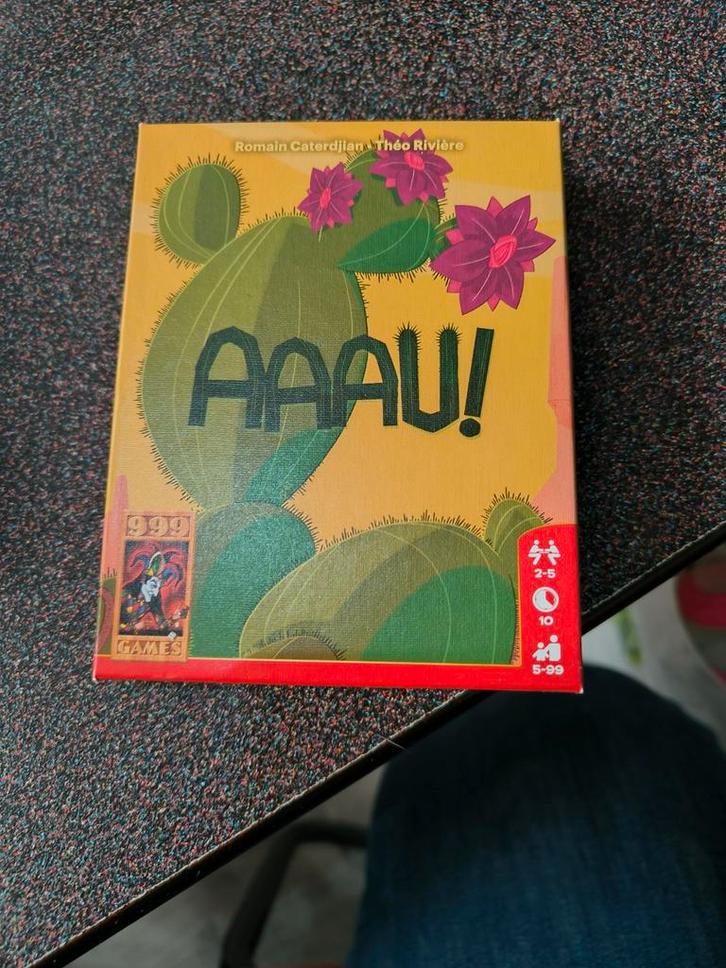 Romain Caterdjian Théo Rivière
AAAU!
999
GAMES
2-5
10
5-99